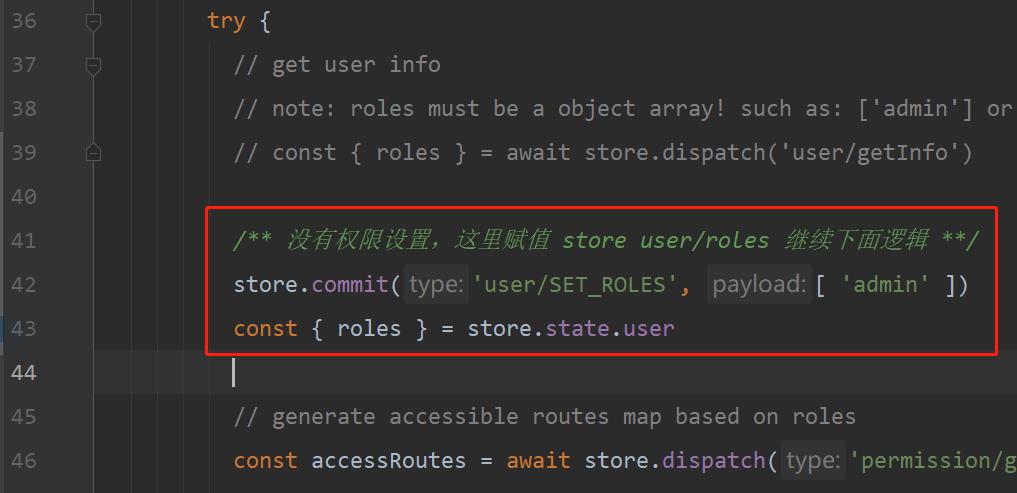 36 try {
37 // get user info
38 // note: roles must be a object array! such as: ['admin'] or
39 // const { roles } = await store.dispatch('user/getInfo')
40
41 /** 没有权限设置，这里赋值 store user/roles 继续下面逻辑 **/
42 store.commit( type: 'user/SET_ROLES', payload: [ 'admin' ])
43 const { roles } = store.state.user
44
45 // generate accessible routes map based on roles
46 const accessRoutes = await store.dispatch( type: 'permission/g